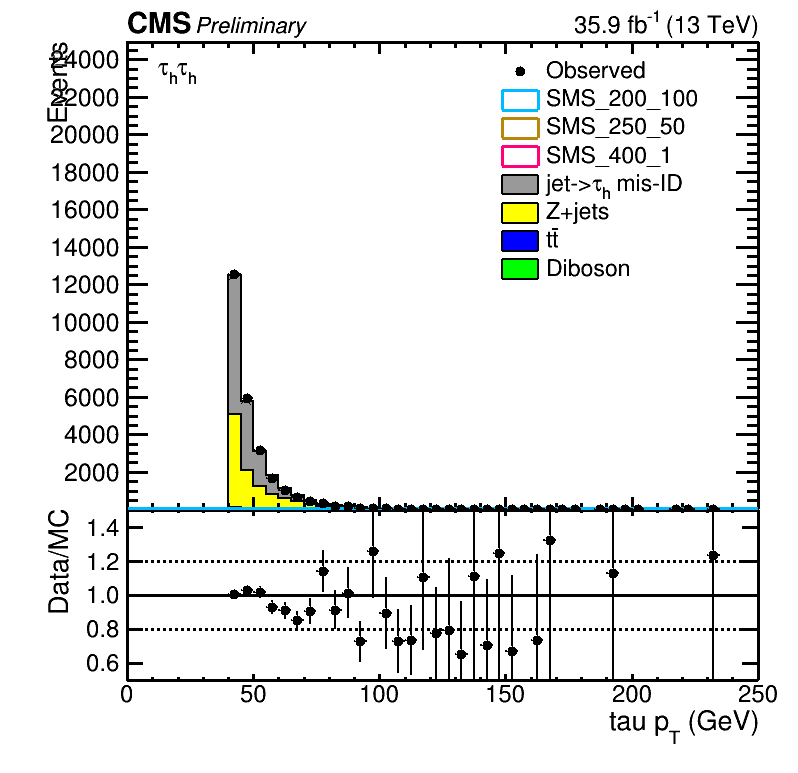 CMS Preliminary 35.9 fb⁻¹ (13 TeV)
Events
24000
22000
20000
18000
16000
14000
12000
10000
8000
6000
4000
2000
τhτh
Observed
SMS_200_100
SMS_250_50
SMS_400_1
jet->τh mis-ID
Z+jets
tt̄
Diboson
Data/MC
1.4
1.2
1.0
0.8
0.6
0 50 100 150 200 250
tau pT (GeV)